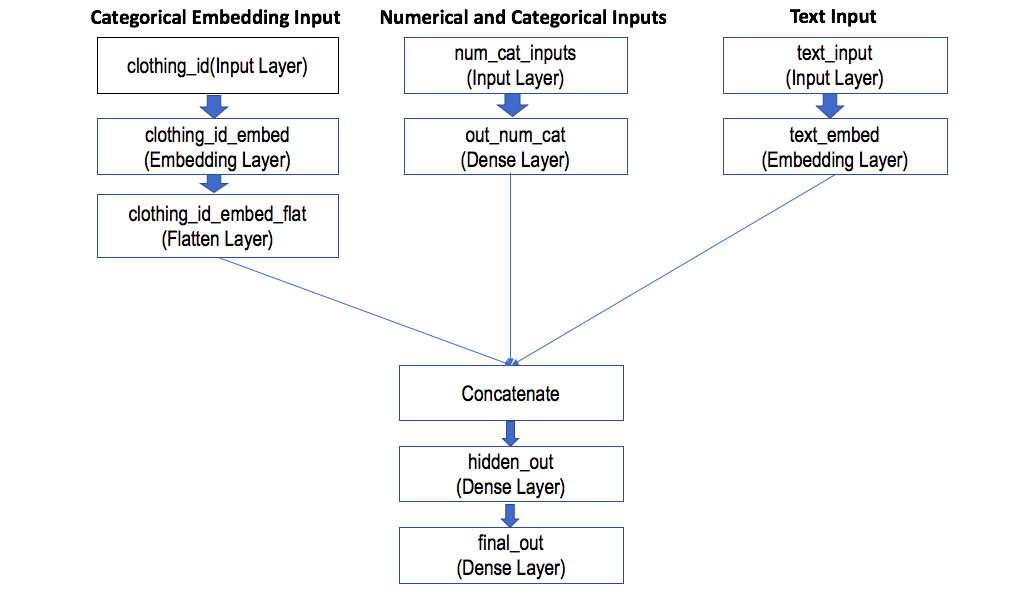 Categorical Embedding Input
clothing_id(Input Layer)
clothing_id_embed
(Embedding Layer)
clothing_id_embed_flat
(Flatten Layer)
Numerical and Categorical Inputs
num_cat_inputs
(Input Layer)
out_num_cat
(Dense Layer)
Text Input
text_input
(Input Layer)
text_embed
(Embedding Layer)
Concatenate
hidden_out
(Dense Layer)
final_out
(Dense Layer)